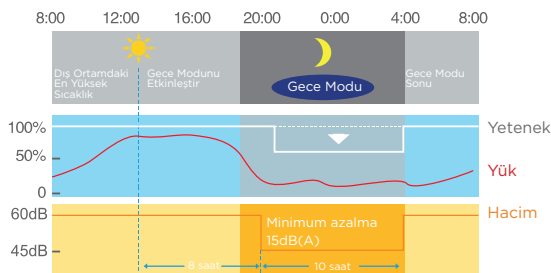 8:00 12:00 16:00 20:00 0:00 4:00 8:00
Dış Ortamdaki
En Yüksek
Sıcaklık
Gece Modunu
Etkinleştir
Gece Modu
Gece Modu
Sonu
100%
50%
0
Yetenek
Yük
60dB
45dB
Minimum azalma
15dB(A)
Hacim
8 saat
10 saat